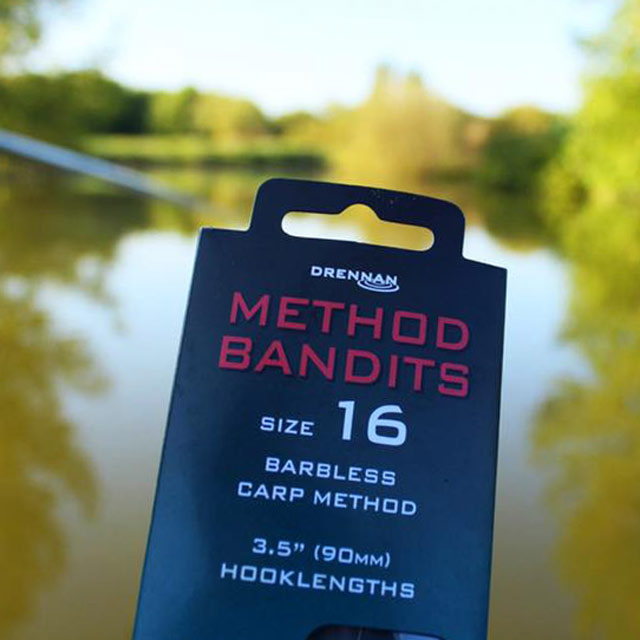 DRENNAN
METHOD
BANDITS
SIZE 16
BARBLESS
CARP METHOD
3.5" (90MM)
HOOKLENGTHS